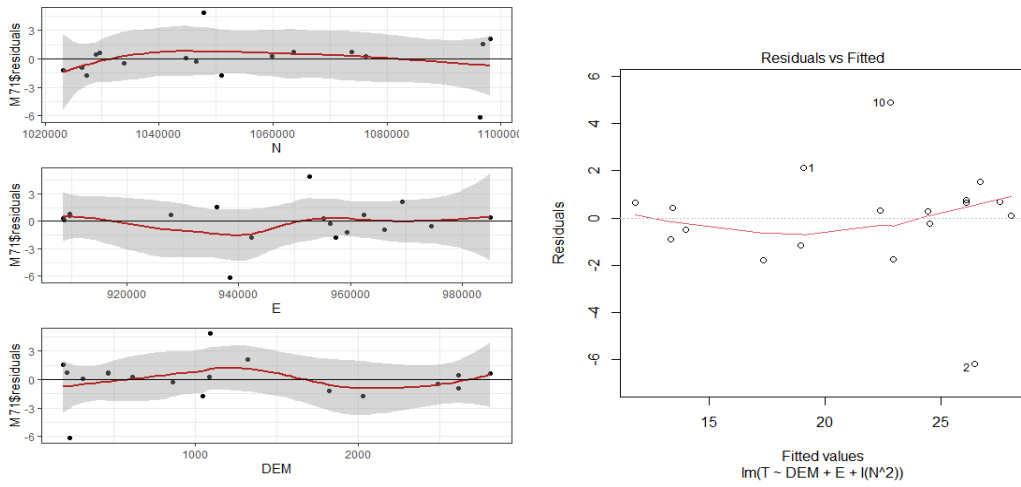 M71$residuals
3
0
-3
-6
1020000 1040000 1060000 1080000 1100000
N
M71$residuals
3
0
-3
-6
920000 940000 960000 980000
E
M71$residuals
3
0
-3
-6
1000 2000
DEM
Residuals vs Fitted
Residuals
6
4
2
0
-2
-4
-6
10
1
2
15 20 25
Fitted values
lm(T ~ DEM + E + I(N^2))